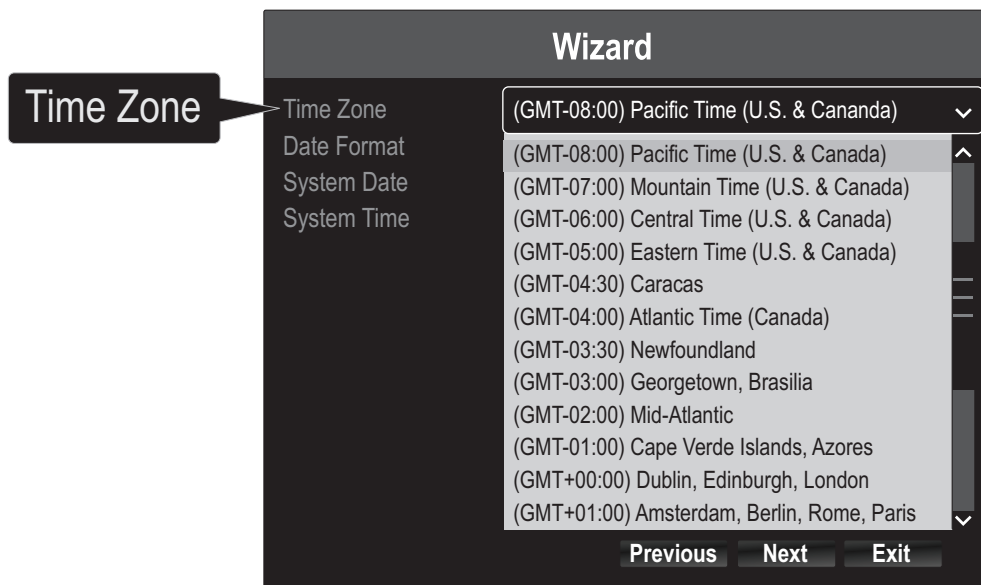 Wizard
Time Zone
Time Zone (GMT-08:00) Pacific Time (U.S. & Cananda)
Date Format
System Date
System Time
(GMT-08:00) Pacific Time (U.S. & Canada)
(GMT-07:00) Mountain Time (U.S. & Canada)
(GMT-06:00) Central Time (U.S. & Canada)
(GMT-05:00) Eastern Time (U.S. & Canada)
(GMT-04:30) Caracas
(GMT-04:00) Atlantic Time (Canada)
(GMT-03:30) Newfoundland
(GMT-03:00) Georgetown, Brasilia
(GMT-02:00) Mid-Atlantic
(GMT-01:00) Cape Verde Islands, Azores
(GMT+00:00) Dublin, Edinburgh, London
(GMT+01:00) Amsterdam, Berlin, Rome, Paris
Previous Next Exit